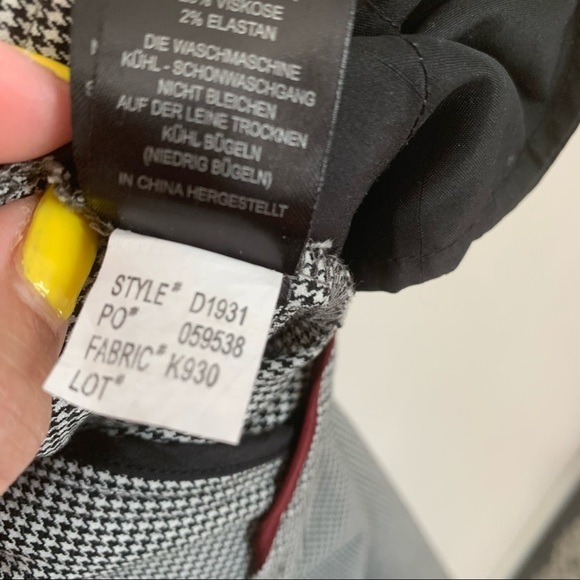 VISKOSE
2% ELASTAN
DIE WASCHMASCHINE
KÜHL - SCHONWASCHGANG
NICHT BLEICHEN
AUF DER LEINE TROCKNEN
KÜHL BÜGELN
(NIEDRIG BÜGELN)
IN CHINA HERGESTELLT
STYLE# D1931
PO# 059538
FABRIC# K930
LOT#